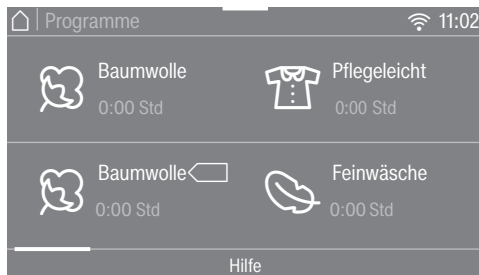 Programme 11:02
Baumwolle Pflegeleicht
0:00 Std 0:00 Std
Baumwolle Feinwäsche
0:00 Std 0:00 Std
Hilfe